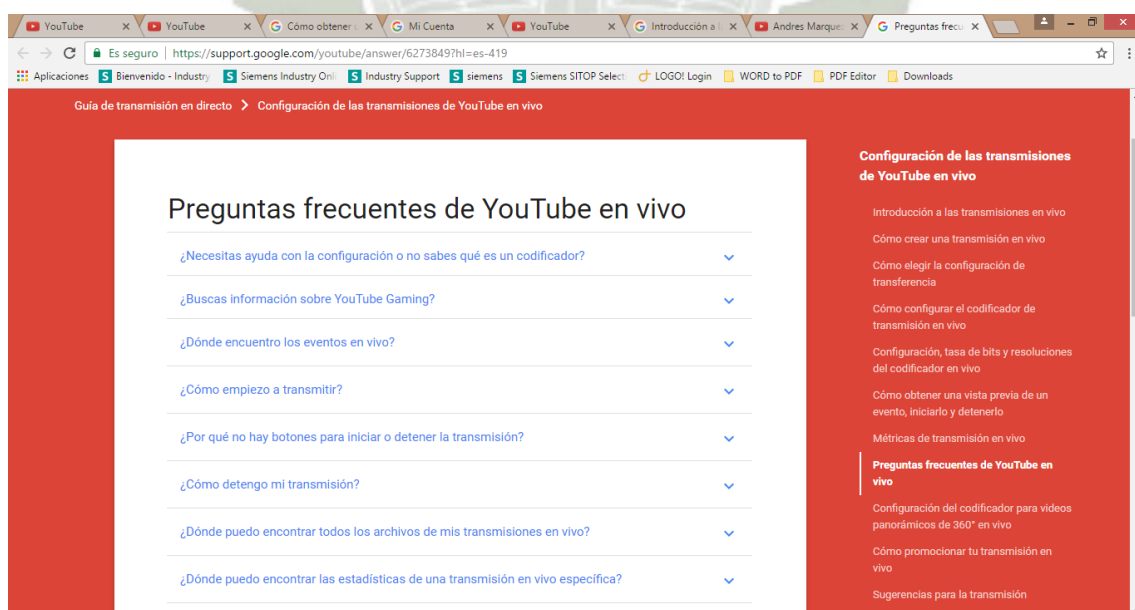 YouTube
YouTube
Cómo obtener u
Mi Cuenta
YouTube
Introducción a l
Andres Marque
Preguntas frecu
Es seguro | https://support.google.com/youtube/answer/6273849?hl=es-419
Aplicaciones
Bienvenido - Industry
Siemens Industry Onl
Industry Support
siemens
Siemens SITOP Select
LOGO! Login
WORD to PDF
PDF Editor
Downloads
Guía de transmisión en directo > Configuración de las transmisiones de YouTube en vivo
Preguntas frecuentes de YouTube en vivo
¿Necesitas ayuda con la configuración o no sabes qué es un codificador?
¿Buscas información sobre YouTube Gaming?
¿Dónde encuentro los eventos en vivo?
¿Cómo empiezo a transmitir?
¿Por qué no hay botones para iniciar o detener la transmisión?
¿Cómo detengo mi transmisión?
¿Dónde puedo encontrar todos los archivos de mis transmisiones en vivo?
¿Dónde puedo encontrar las estadísticas de una transmisión en vivo específica?
Configuración de las transmisiones
de YouTube en vivo
Introducción a las transmisiones en vivo
Cómo crear una transmisión en vivo
Cómo elegir la configuración de
transferencia
Cómo configurar el codificador de
transmisión en vivo
Configuración, tasa de bits y resoluciones
del codificador en vivo
Cómo obtener una vista previa de un
evento, iniciarlo y detenerlo
Métricas de transmisión en vivo
Preguntas frecuentes de YouTube en
vivo
Configuración del codificador para videos
panorámicos de 360° en vivo
Cómo promocionar tu transmisión en
vivo
Sugerencias para la transmisión